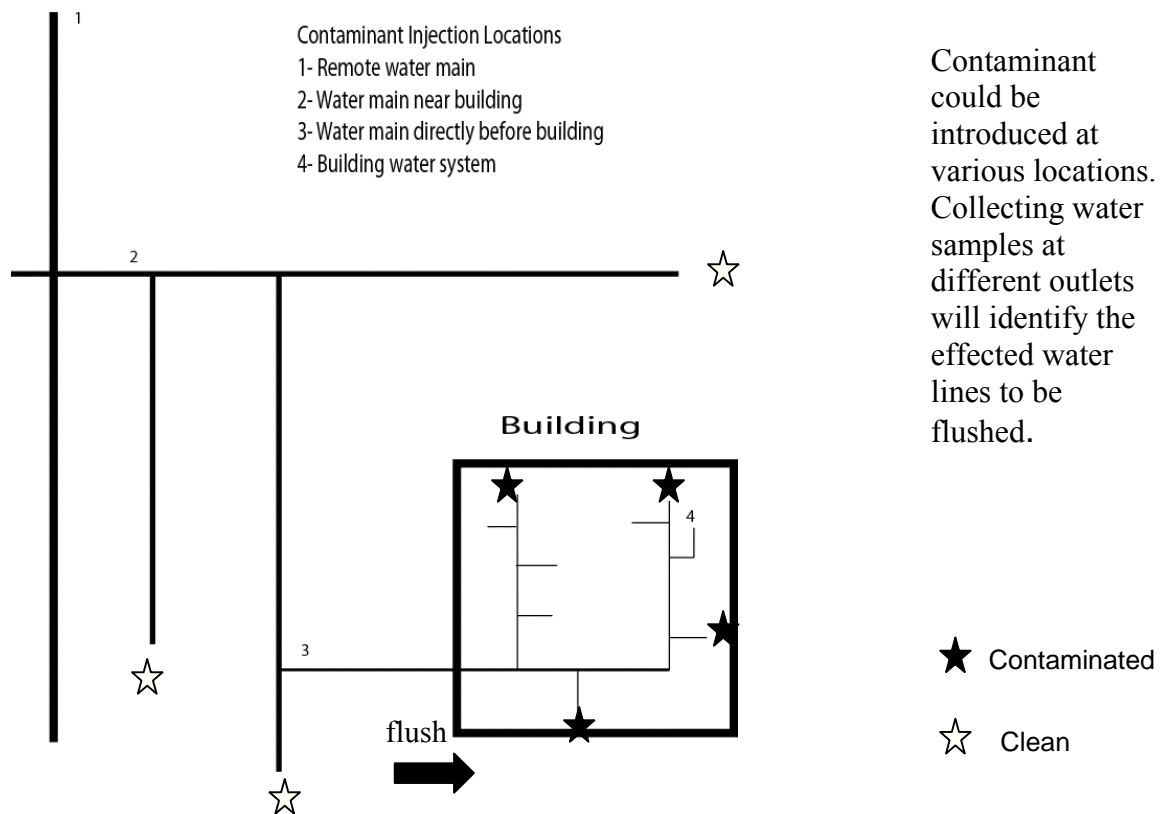 1
Contaminant Injection Locations
1- Remote water main
2- Water main near building
3- Water main directly before building
4- Building water system
Contaminant
could be
introduced at
various locations.
Collecting water
samples at
different outlets
will identify the
effected water
lines to be
flushed.
2
Building
4
3
flush
Contaminated
Clean